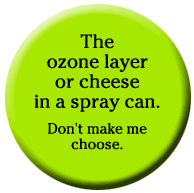 The
ozone layer
or cheese
in a spray can.
Don't make me
choose.